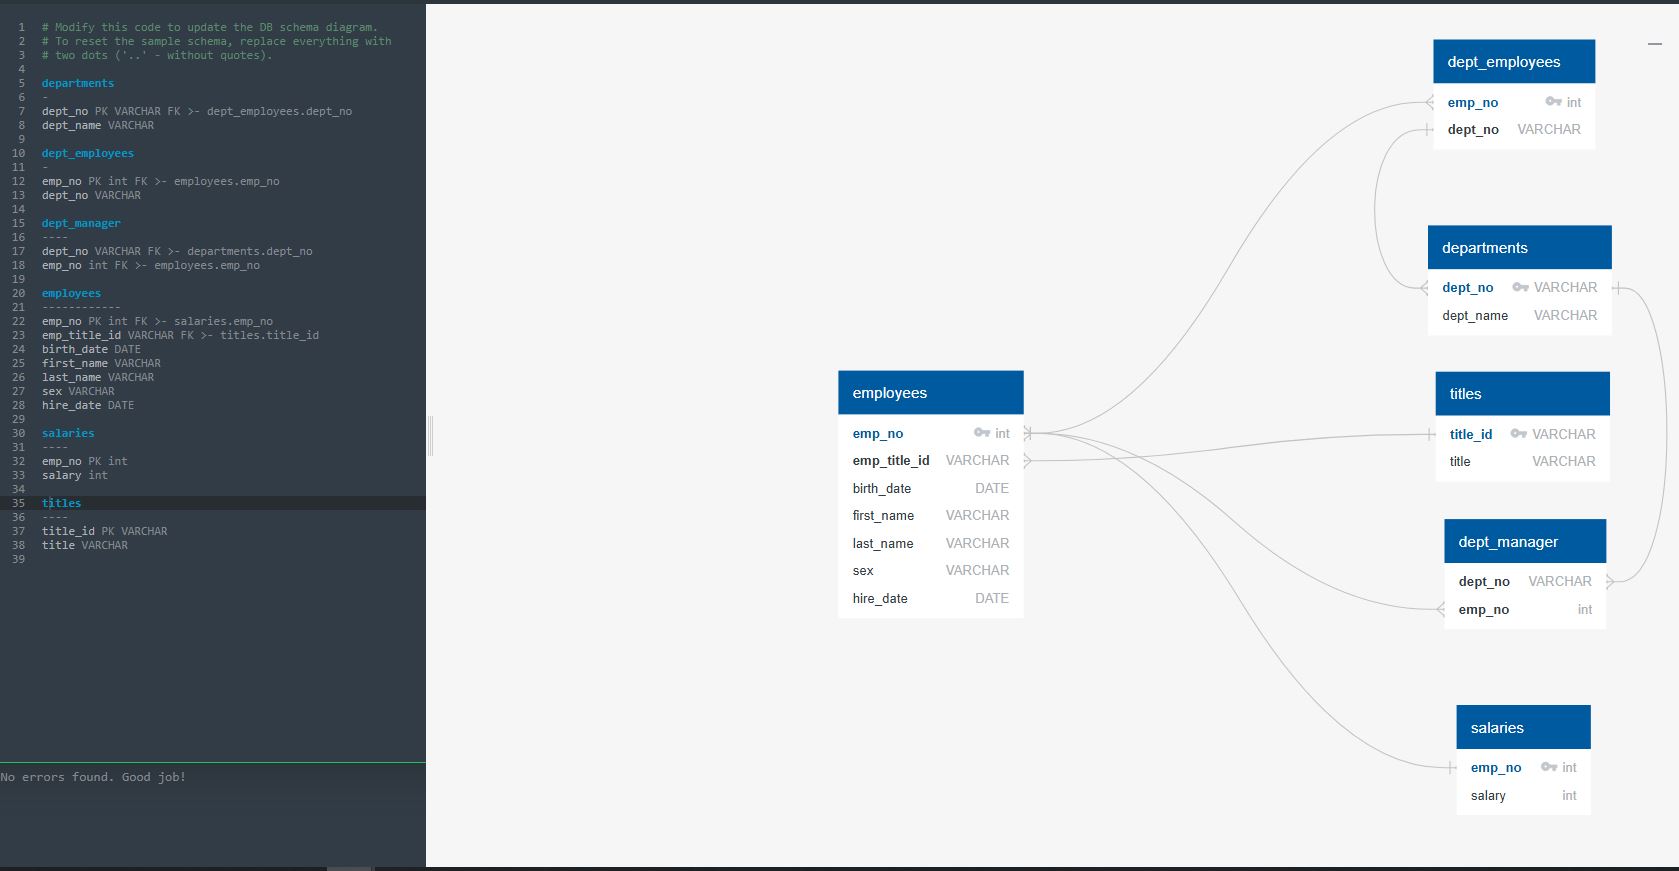 1 # Modify this code to update the DB schema diagram.
2 # To reset the sample schema, replace everything with
3 # two dots ('..' - without quotes).
4
5 departments
6 -
7 dept_no PK VARCHAR FK >- dept_employees.dept_no
8 dept_name VARCHAR
9
10 dept_employees
11 -
12 emp_no PK int FK >- employees.emp_no
13 dept_no VARCHAR
14
15 dept_manager
16 ----
17 dept_no VARCHAR FK >- departments.dept_no
18 emp_no int FK >- employees.emp_no
19
20 employees
21 ------------
22 emp_no PK int FK >- salaries.emp_no
23 emp_title_id VARCHAR FK >- titles.title_id
24 birth_date DATE
25 first_name VARCHAR
26 last_name VARCHAR
27 sex VARCHAR
28 hire_date DATE
29
30 salaries
31 ----
32 emp_no PK int
33 salary int
34
35 titles
36 ----
37 title_id PK VARCHAR
38 title VARCHAR
39
No errors found. Good job!
employees
emp_no int
emp_title_id VARCHAR
birth_date DATE
first_name VARCHAR
last_name VARCHAR
sex VARCHAR
hire_date DATE
dept_employees
emp_no int
dept_no VARCHAR
departments
dept_no VARCHAR
dept_name VARCHAR
titles
title_id VARCHAR
title VARCHAR
dept_manager
dept_no VARCHAR
emp_no int
salaries
emp_no int
salary int